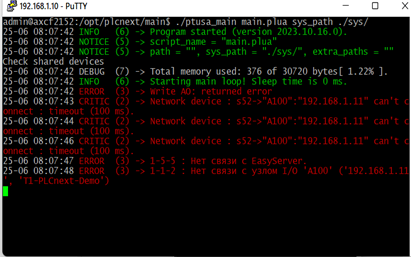 192.168.1.10 - PuTTY
admin@axcf2152:/opt/plcnext/main$ ./ptusa_main main.plua sys_path ./sys/
25-06 08:07:42 INFO   (6) -> Program started (version 2023.10.16.0).
25-06 08:07:42 NOTICE (5) -> script_name = "main.plua"
25-06 08:07:42 NOTICE (5) -> path = "", sys_path = "./sys/", extra_paths = ""
Check shared devices
25-06 08:07:42 DEBUG  (7) -> Total memory used: 376 of 30720 bytes[ 1.22% ].
25-06 08:07:42 INFO   (6) -> Starting main loop! Sleep time is 0 ms.
25-06 08:07:42 ERROR  (3) -> Write AO: returned error
25-06 08:07:43 CRITIC (2) -> Network device : s52->"A100":"192.168.1.11" can't c
onnect : timeout (100 ms).
25-06 08:07:44 CRITIC (2) -> Network device : s52->"A100":"192.168.1.11" can't c
onnect : timeout (100 ms).
25-06 08:07:46 CRITIC (2) -> Network device : s52->"A100":"192.168.1.11" can't c
onnect : timeout (100 ms).
25-06 08:07:47 ERROR  (3) -> 1-5-5 : Нет связи с EasyServer.
25-06 08:07:48 ERROR  (3) -> 1-1-2 : Нет связи с узлом I/O 'A100' ('192.168.1.11
', 'T1-PLCnext-Demo')